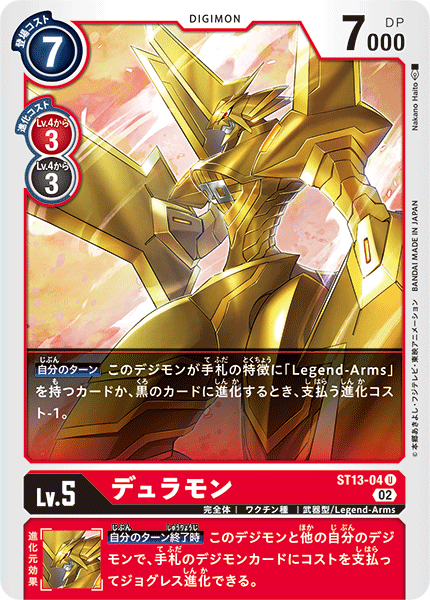 DIGIMON
登場コスト
7
DP
7000
進化コスト
Lv.4から
3
Lv.4から
3
Nakano Haito
BANDAI MADE IN JAPAN
©本郷あきよし・フジテレビ・東映アニメーション
自分のターン このデジモンが手札の特徴に「Legend-Arms」
を持つカードか、黒のカードに進化するとき、支払う進化コス
ト-1。
ST13-04 U
02
Lv.5
デュラモン
完全体 | ワクチン種 | 武器型/Legend-Arms
進化元効果
自分のターン終了時 このデジモンと他の自分のデジ
モンで、手札のデジモンカードにコストを支払っ
てジョグレス進化できる。